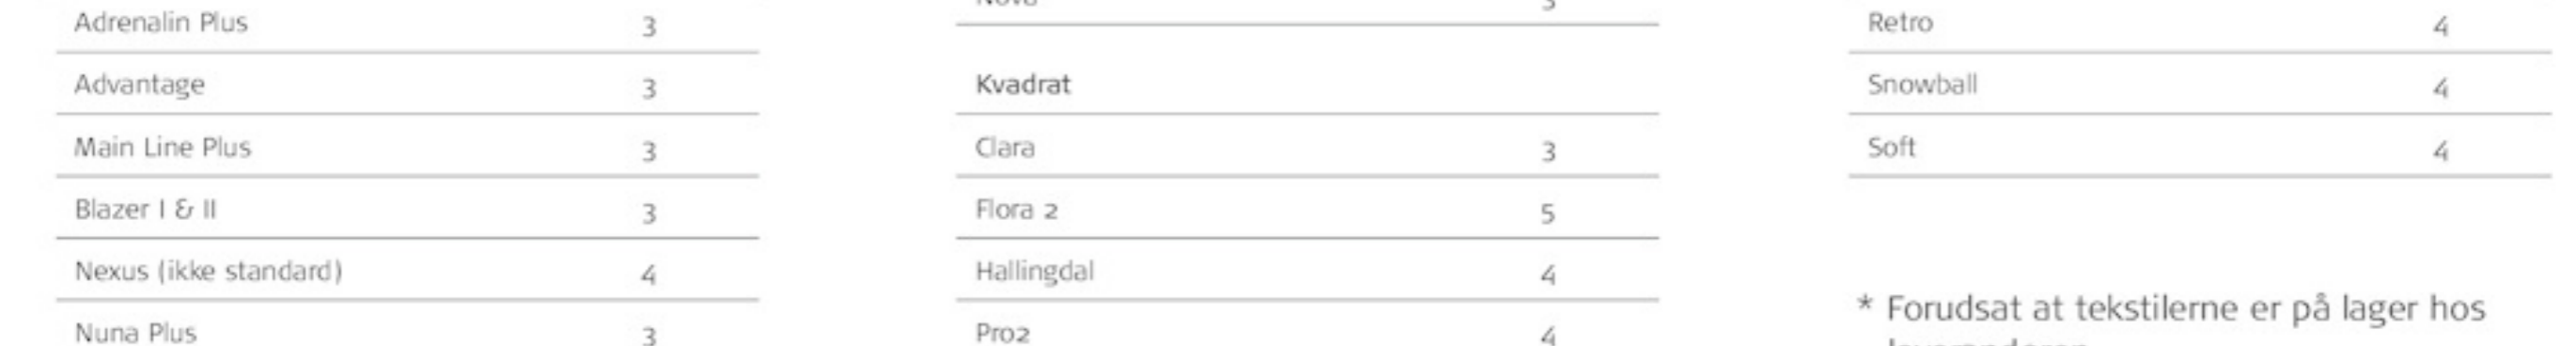 Adrenalin Plus 3
Advantage 3
Main Line Plus 3
Blazer I & II 3
Nexus (ikke standard) 4
Nuna Plus 3
Nova 3
Kvadrat
Clara 3
Flora 2 5
Hallingdal 4
Pro2 4
Retro 4
Snowball 4
Soft 4
* Forudsat at tekstilerne er på lager hos